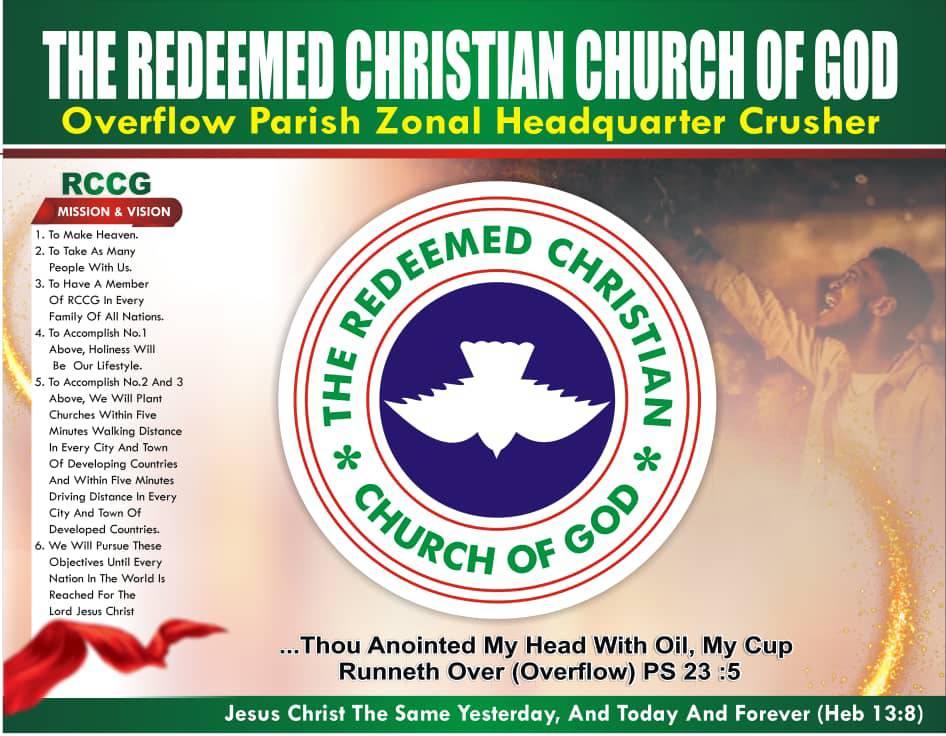 THE REDEEMED CHRISTIAN CHURCH OF GOD
Overflow Parish Zonal Headquarter Crusher
RCCG
MISSION & VISION
1. To Make Heaven.
2. To Take As Many
People With Us.
3. To Have A Member
Of RCCG In Every
Family Of All Nations.
4. To Accomplish No.1
Above, Holiness Will
Be Our Lifestyle.
5. To Accomplish No.2 And 3
Above, We Will Plant
Churches Within Five
Minutes Walking Distance
In Every City And Town
Of Developing Countries
And Within Five Minutes
Driving Distance In Every
City And Town Of
Developed Countries.
6. We Will Pursue These
Objectives Until Every
Nation In The World Is
Reached For The
Lord Jesus Christ
THE REDEEMED CHRISTIAN
* CHURCH OF GOD *
...Thou Anointed My Head With Oil, My Cup
Runneth Over (Overflow) PS 23 :5
Jesus Christ The Same Yesterday, And Today And Forever (Heb 13:8)